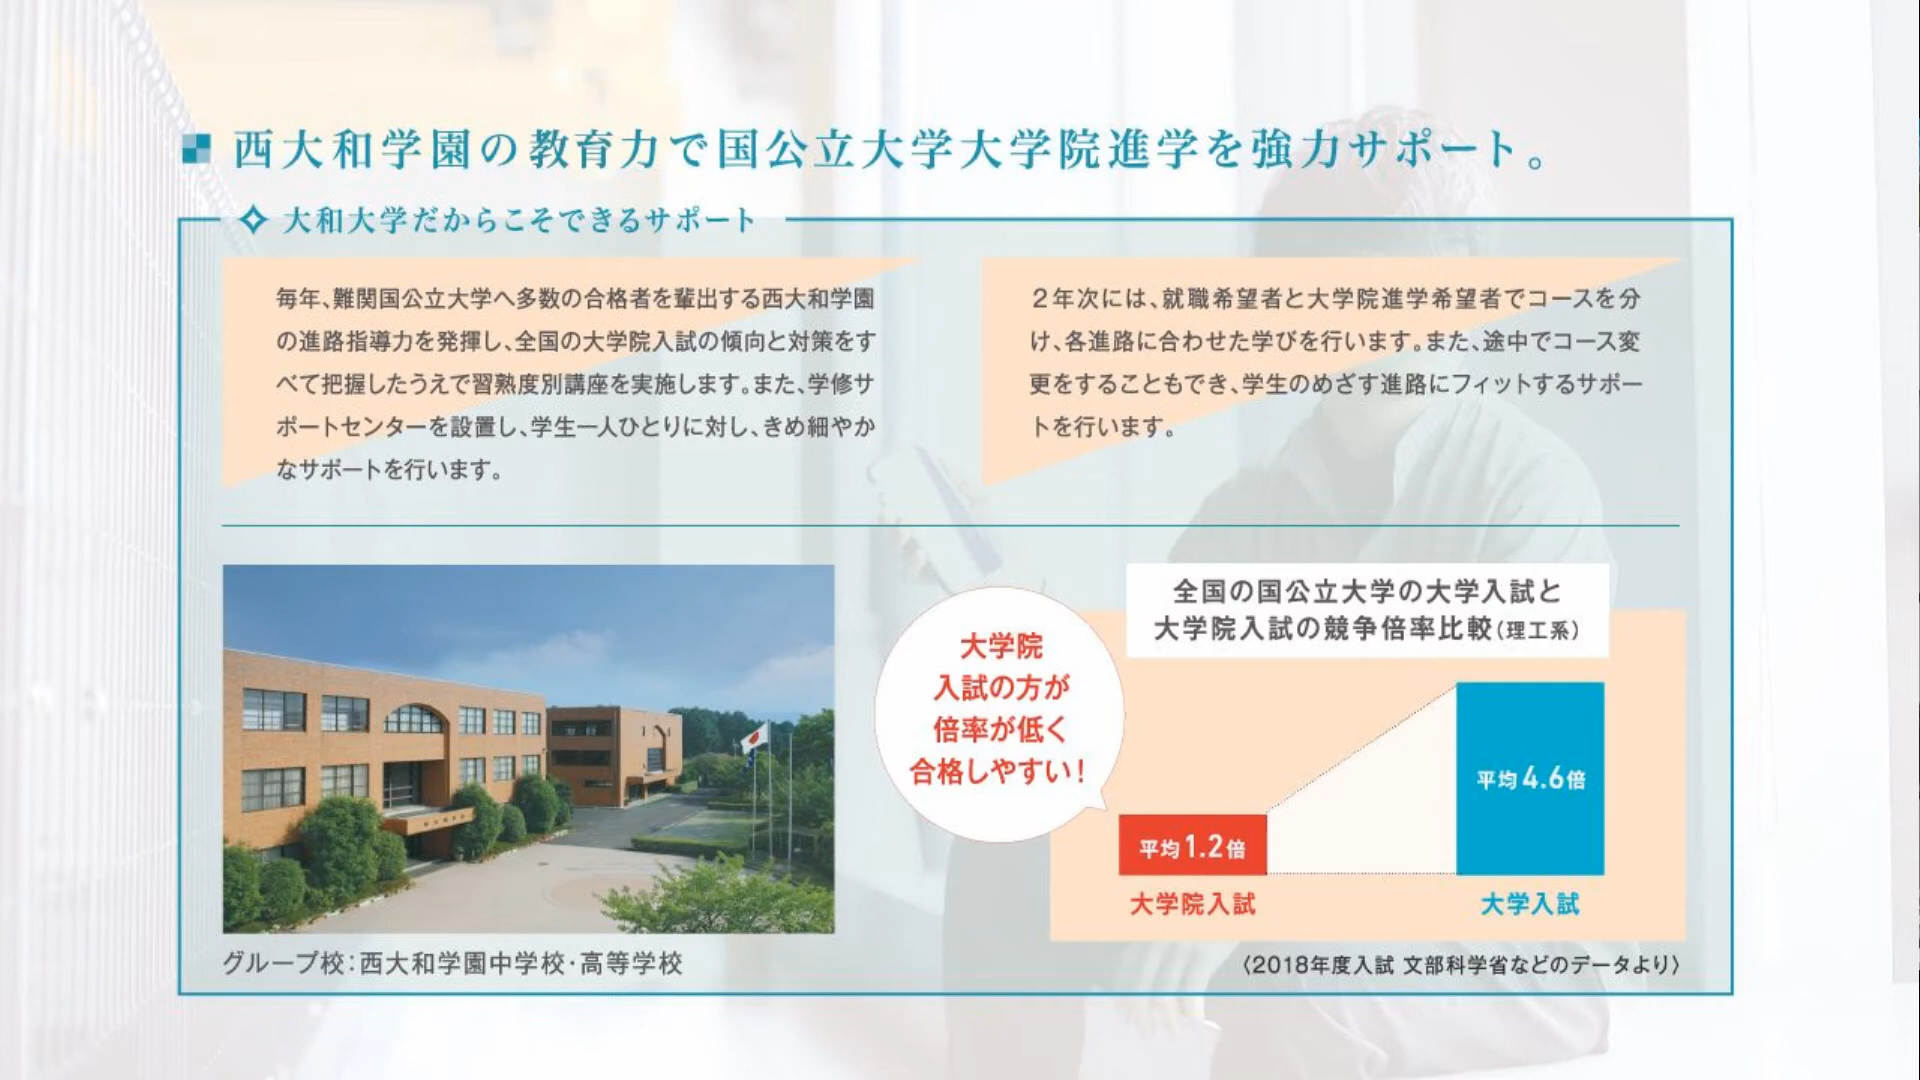 西大和学園の教育力で国公立大学大学院進学を強力サポート。
大和大学だからこそできるサポート
毎年、難関国公立大学へ多数の合格者を輩出する西大和学園
の進路指導力を発揮し、全国の大学院入試の傾向と対策をす
べて把握したうえで習熟度別講座を実施します。また、学修サ
ポートセンターを設置し、学生一人ひとりに対し、きめ細やか
なサポートを行います。
2年次には、就職希望者と大学院進学希望者でコースを分
け、各進路に合わせた学びを行います。また、途中でコース変
更をすることもでき、学生のめざす進路にフィットするサポー
トを行います。
グループ校：西大和学園中学校・高等学校
大学院
入試の方が
倍率が低く
合格しやすい！
全国の国公立大学の大学入試と
大学院入試の競争倍率比較（理工系）
平均1.2倍
大学院入試
平均4.6倍
大学入試
〈2018年度入試 文部科学省などのデータより〉